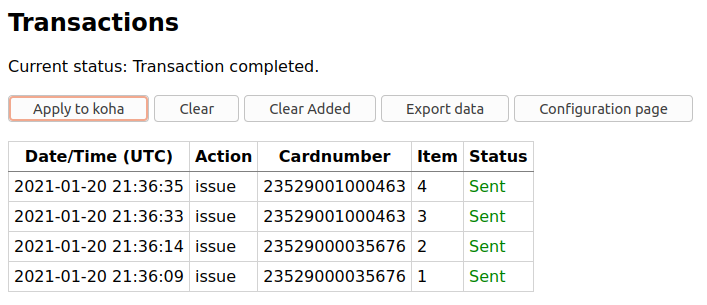 Transactions
Current status: Transaction completed.
Apply to koha Clear Clear Added Export data Configuration page
Date/Time (UTC) Action Cardnumber Item Status
2021-01-20 21:36:35 issue 23529001000463 4 Sent
2021-01-20 21:36:33 issue 23529001000463 3 Sent
2021-01-20 21:36:14 issue 23529000035676 2 Sent
2021-01-20 21:36:09 issue 23529000035676 1 Sent